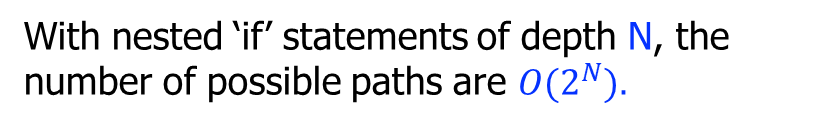 With nested ‘if’ statements of depth N, the
number of possible paths are O(2^N).